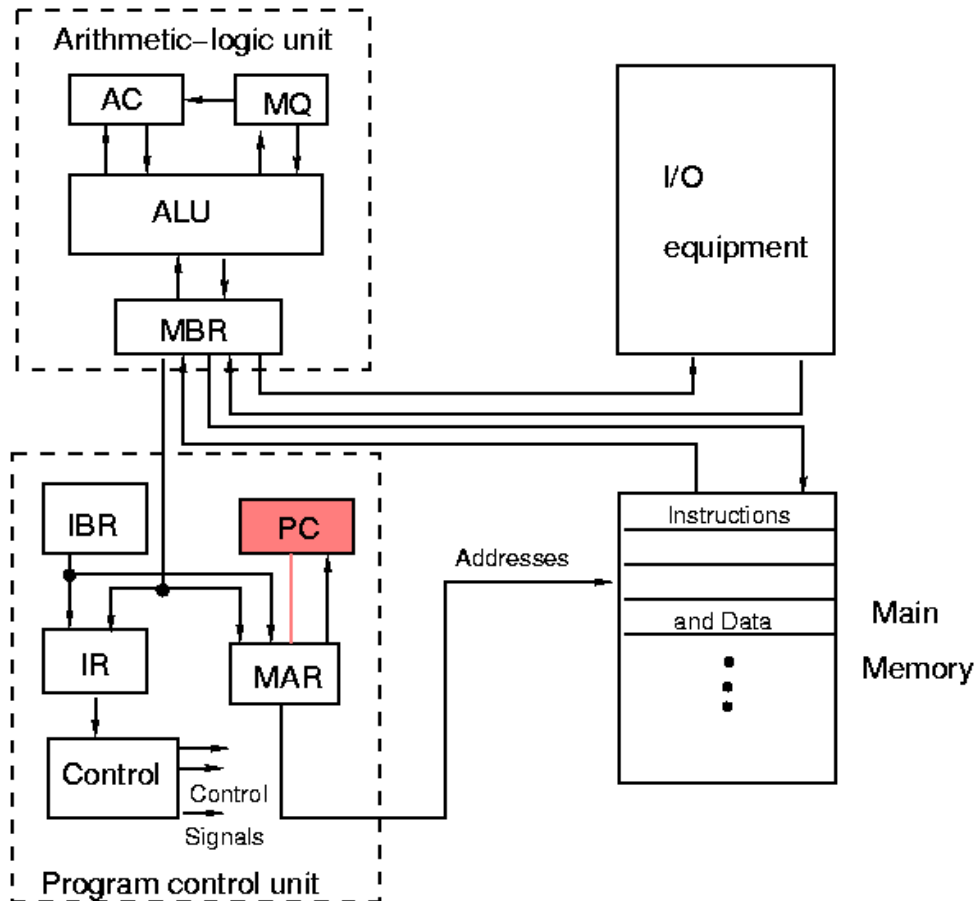 Arithmetic–logic unit
AC
MQ
ALU
MBR
I/O
equipment
IBR
PC
IR
MAR
Control
Control
Signals
Program control unit
Addresses
Instructions
and Data
Main
Memory